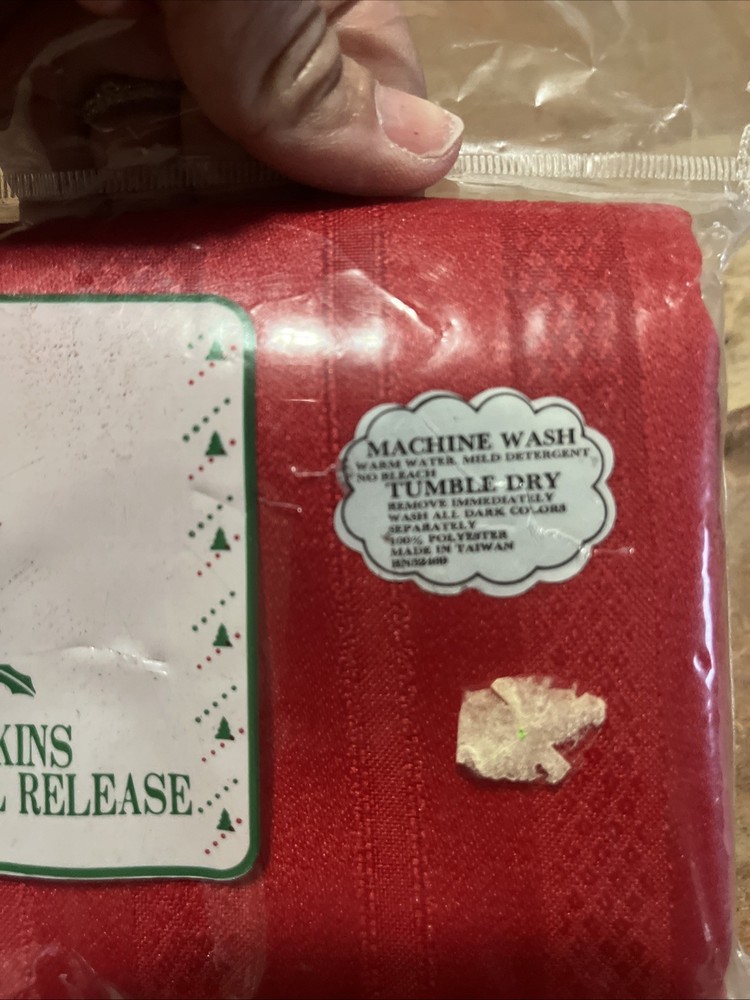 MACHINE WASH
WARM WATER, MILD DETERGENT
NO BLEACH
TUMBLE DRY
REMOVE IMMEDIATELY
WASH ALL DARK COLORS
SEPARATELY
100% POLYESTER
MADE IN TAIWAN
KINS
L RELEASE